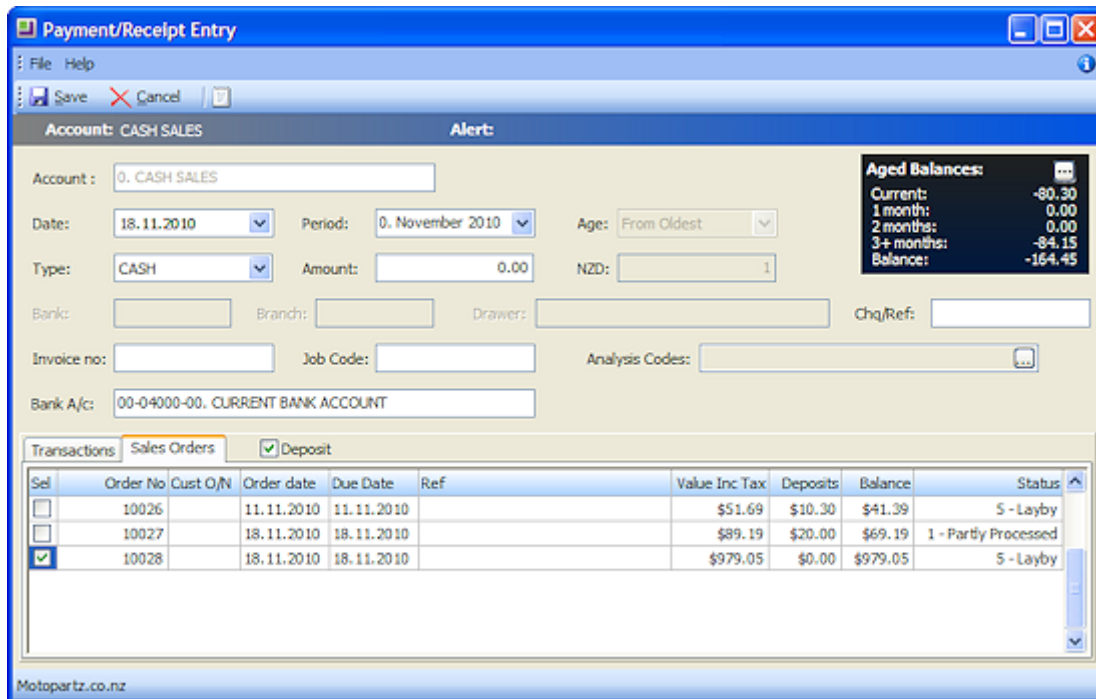 Payment/Receipt Entry
File Help
Save Cancel
Account: CASH SALES Alert:
Account : 0. CASH SALES
Date: 18.11.2010 Period: 0. November 2010 Age: From Oldest
Type: CASH Amount: 0.00 NZD: 1
Aged Balances: ...
Current: -80.30
1 month: 0.00
2 months: 0.00
3+ months: -84.15
Balance: -164.45
Bank: Branch: Drawer: Chq/Ref:
Invoice no: Job Code: Analysis Codes: ...
Bank A/c: 00-04000-00. CURRENT BANK ACCOUNT
Transactions Sales Orders Deposit
Sel Order No Cust O/N Order date Due Date Ref Value Inc Tax Deposits Balance Status
10026 11.11.2010 11.11.2010 $51.69 $10.30 $41.39 5 - Layby
10027 18.11.2010 18.11.2010 $89.19 $20.00 $69.19 1 - Partly Processed
10028 18.11.2010 18.11.2010 $979.05 $0.00 $979.05 5 - Layby
Motopartz.co.nz